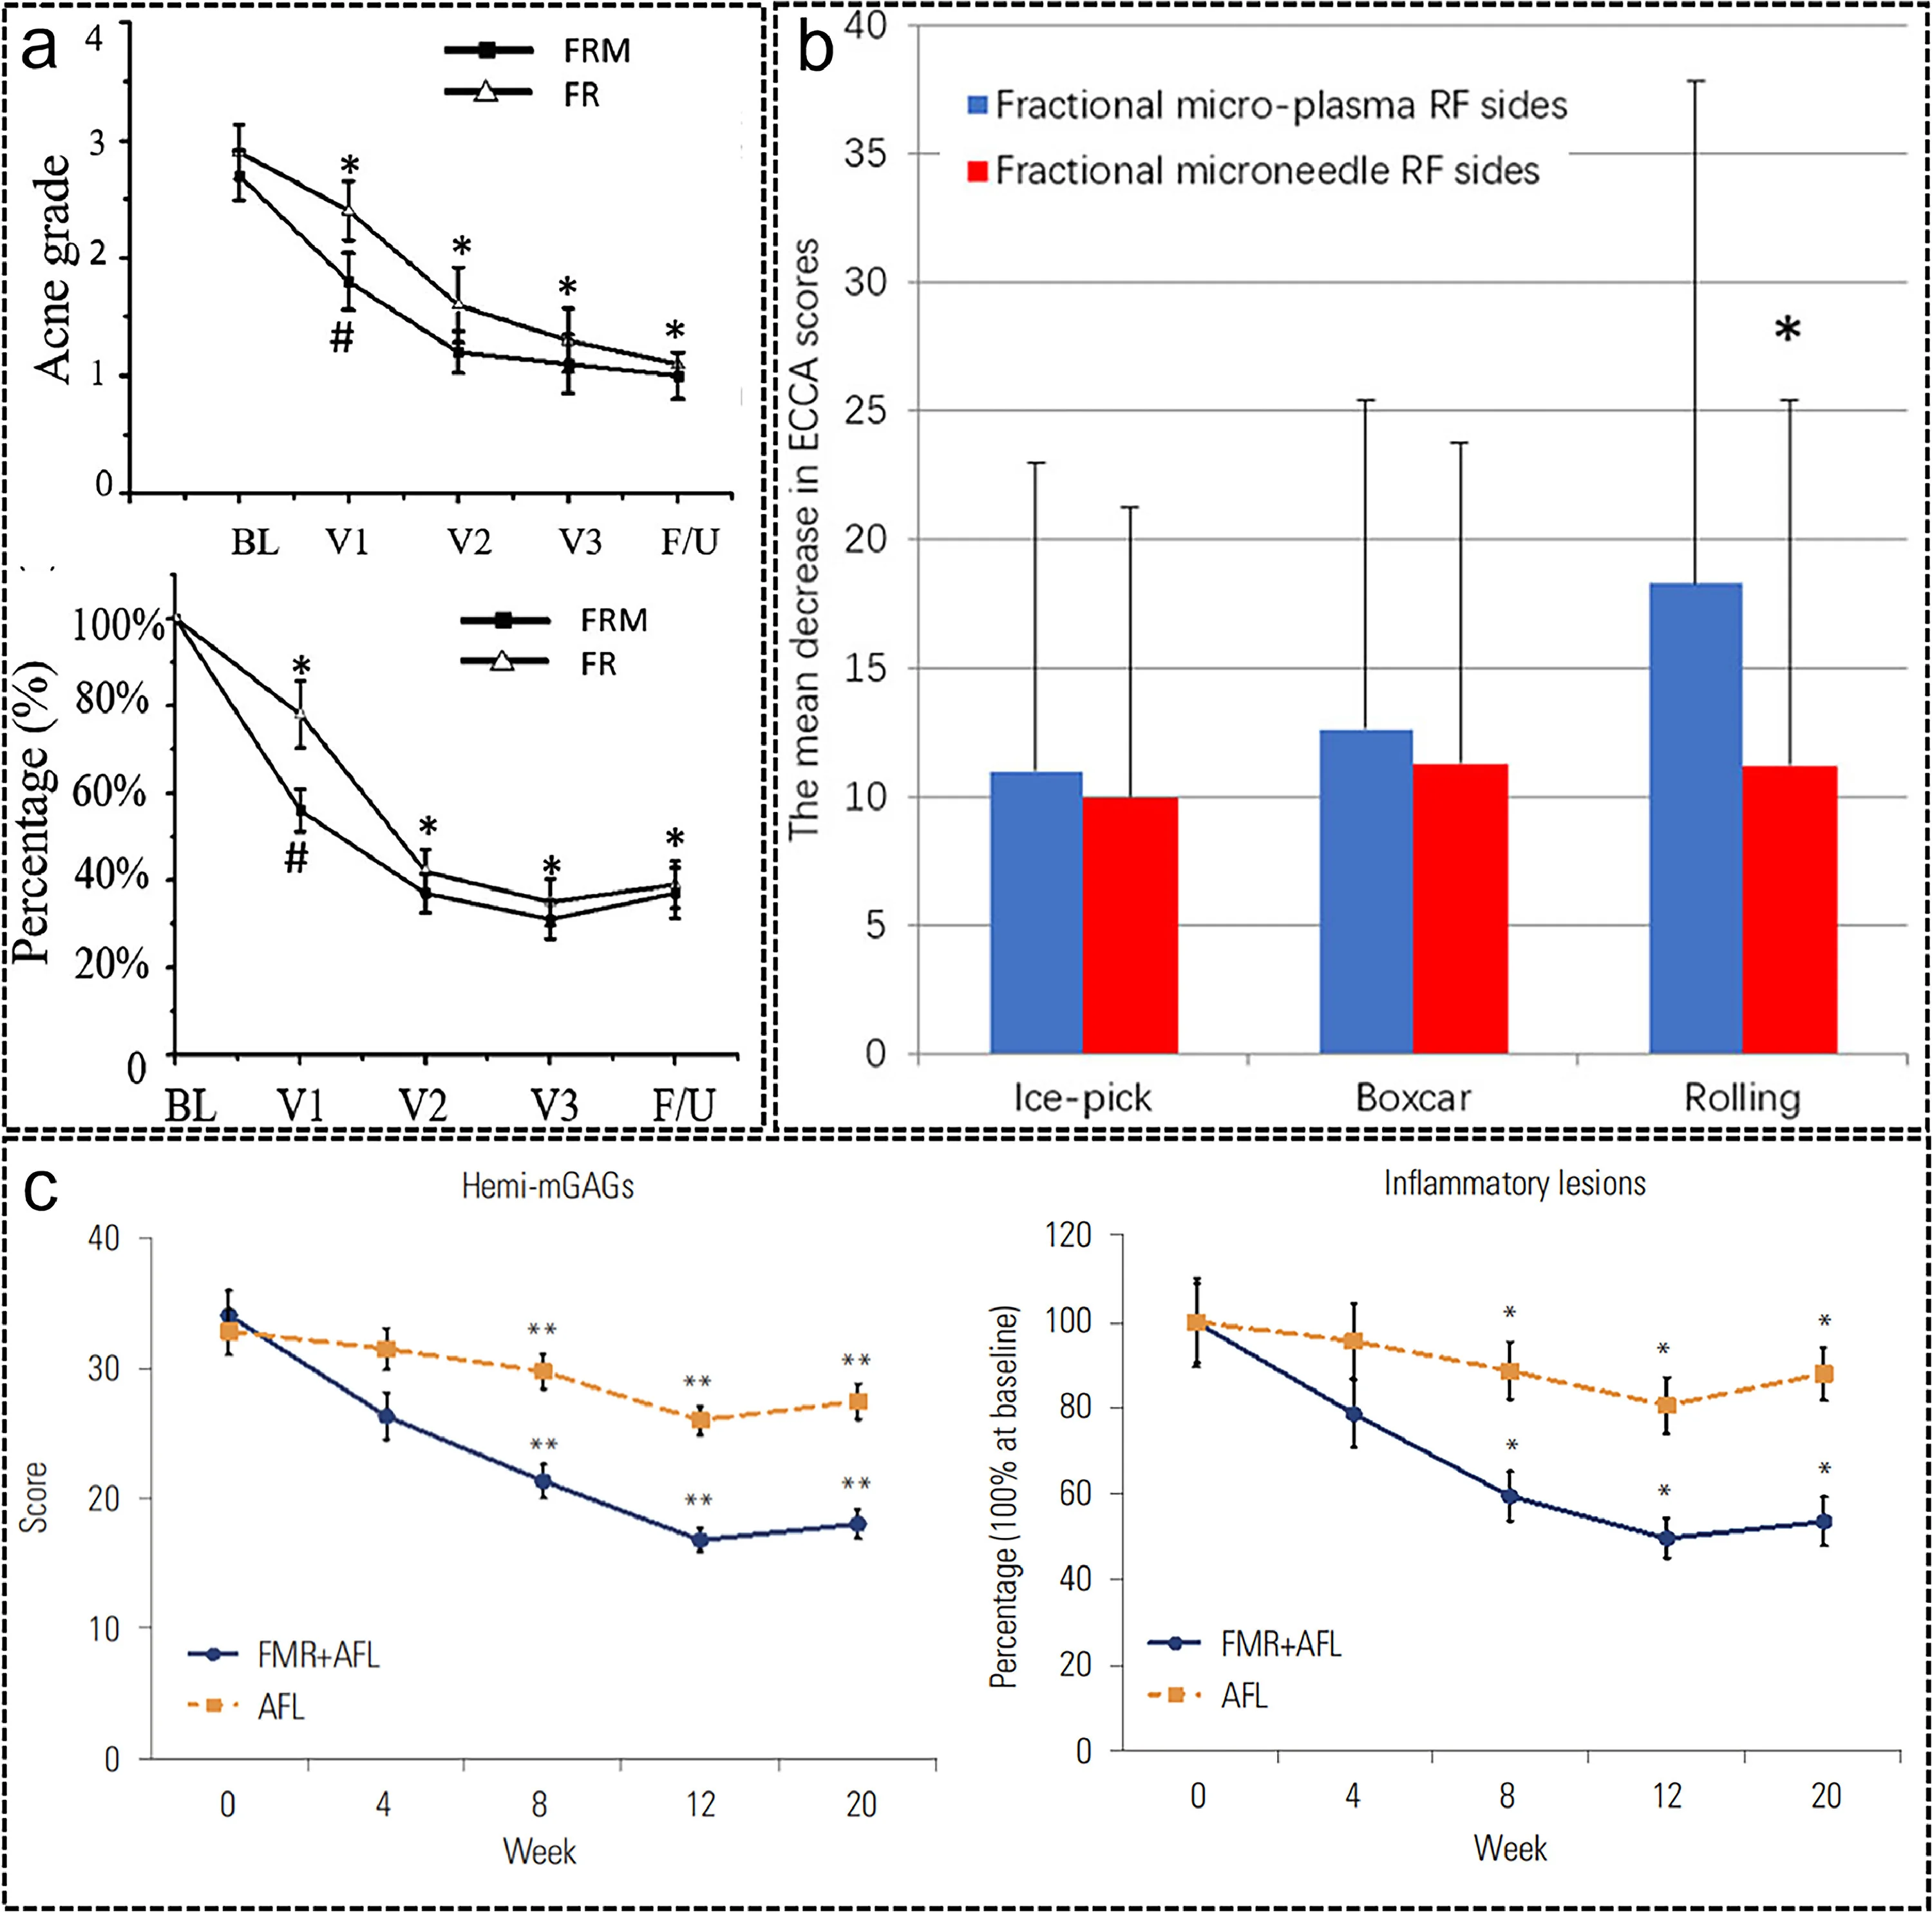 a
4
3
2
1
0
Acne grade
FRM
FR
*
*
*
*
#
BL V1 V2 V3 F/U
100%
80%
60%
40%
20%
0
Percentage (%)
FRM
FR
*
*
*
*
#
BL V1 V2 V3 F/U
b
40
35
30
25
20
15
10
5
0
The mean decrease in ECCA scores
Fractional micro-plasma RF sides
Fractional microneedle RF sides
*
Ice-pick Boxcar Rolling
c
Hemi-mGAGs
40
30
20
10
0
Score
**
**
**
**
**
**
FMR+AFL
AFL
0 4 8 12 20
Week
Inflammatory lesions
120
100
80
60
40
20
0
Percentage (100% at baseline)
*
*
*
*
*
*
FMR+AFL
AFL
0 4 8 12 20
Week